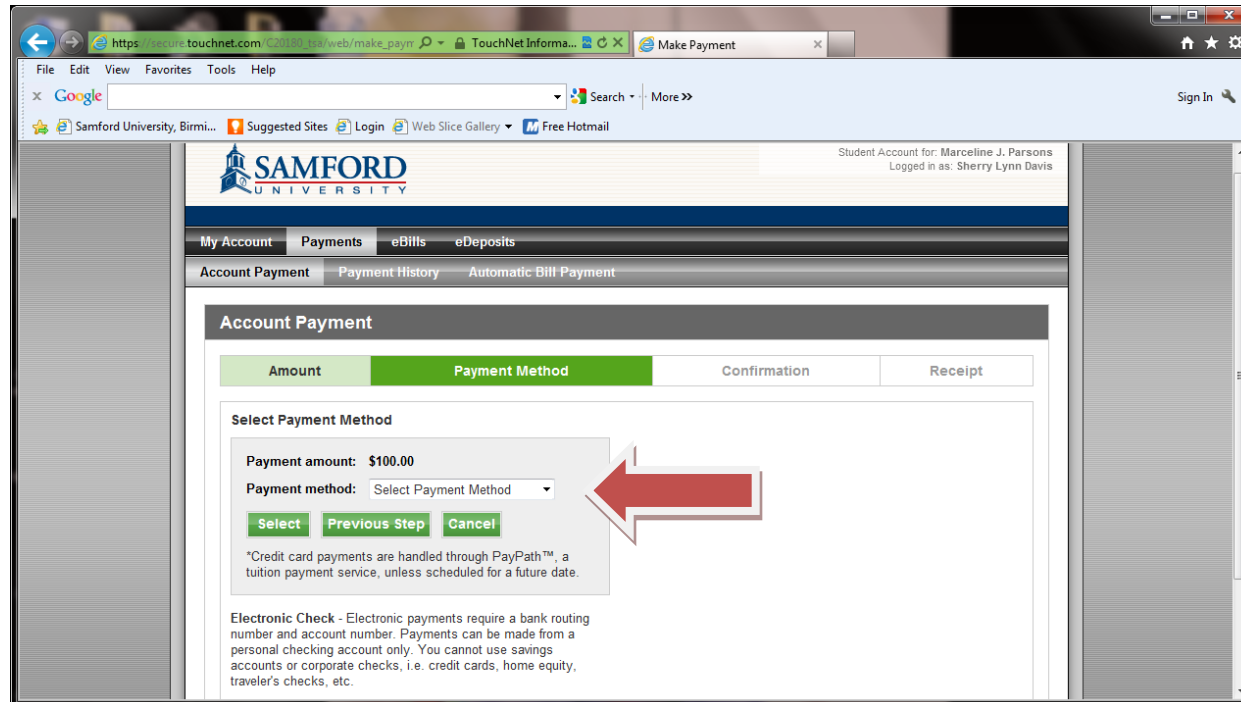 https://secure.touchnet.com/C20180_tsa/web/make_paym
TouchNet Informa...
Make Payment
File Edit View Favorites Tools Help
x Google
Search
More >>
Sign In
Samford University, Birmi...
Suggested Sites
Login
Web Slice Gallery
Free Hotmail
SAMFORD
UNIVERSITY
Student Account for: Marceline J. Parsons
Logged in as: Sherry Lynn Davis
My Account Payments eBills eDeposits
Account Payment Payment History Automatic Bill Payment
Account Payment
Amount Payment Method Confirmation Receipt
Select Payment Method
Payment amount: $100.00
Payment method: Select Payment Method
Select Previous Step Cancel
*Credit card payments are handled through PayPath™, a
tuition payment service, unless scheduled for a future date.
Electronic Check - Electronic payments require a bank routing
number and account number. Payments can be made from a
personal checking account only. You cannot use savings
accounts or corporate checks, i.e. credit cards, home equity,
traveler's checks, etc.